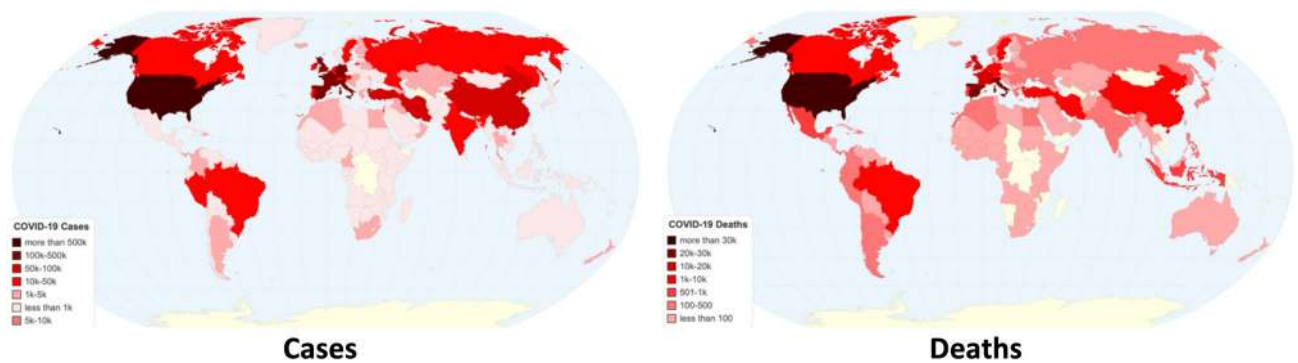 COVID-19 Cases
more than 500k
100k-500k
50k-100k
10k-50k
1k-5k
less than 1k
5k-10k
Cases
COVID-19 Deaths
more than 30k
20k-30k
10k-20k
1k-10k
501-1k
100-500
less than 100
Deaths